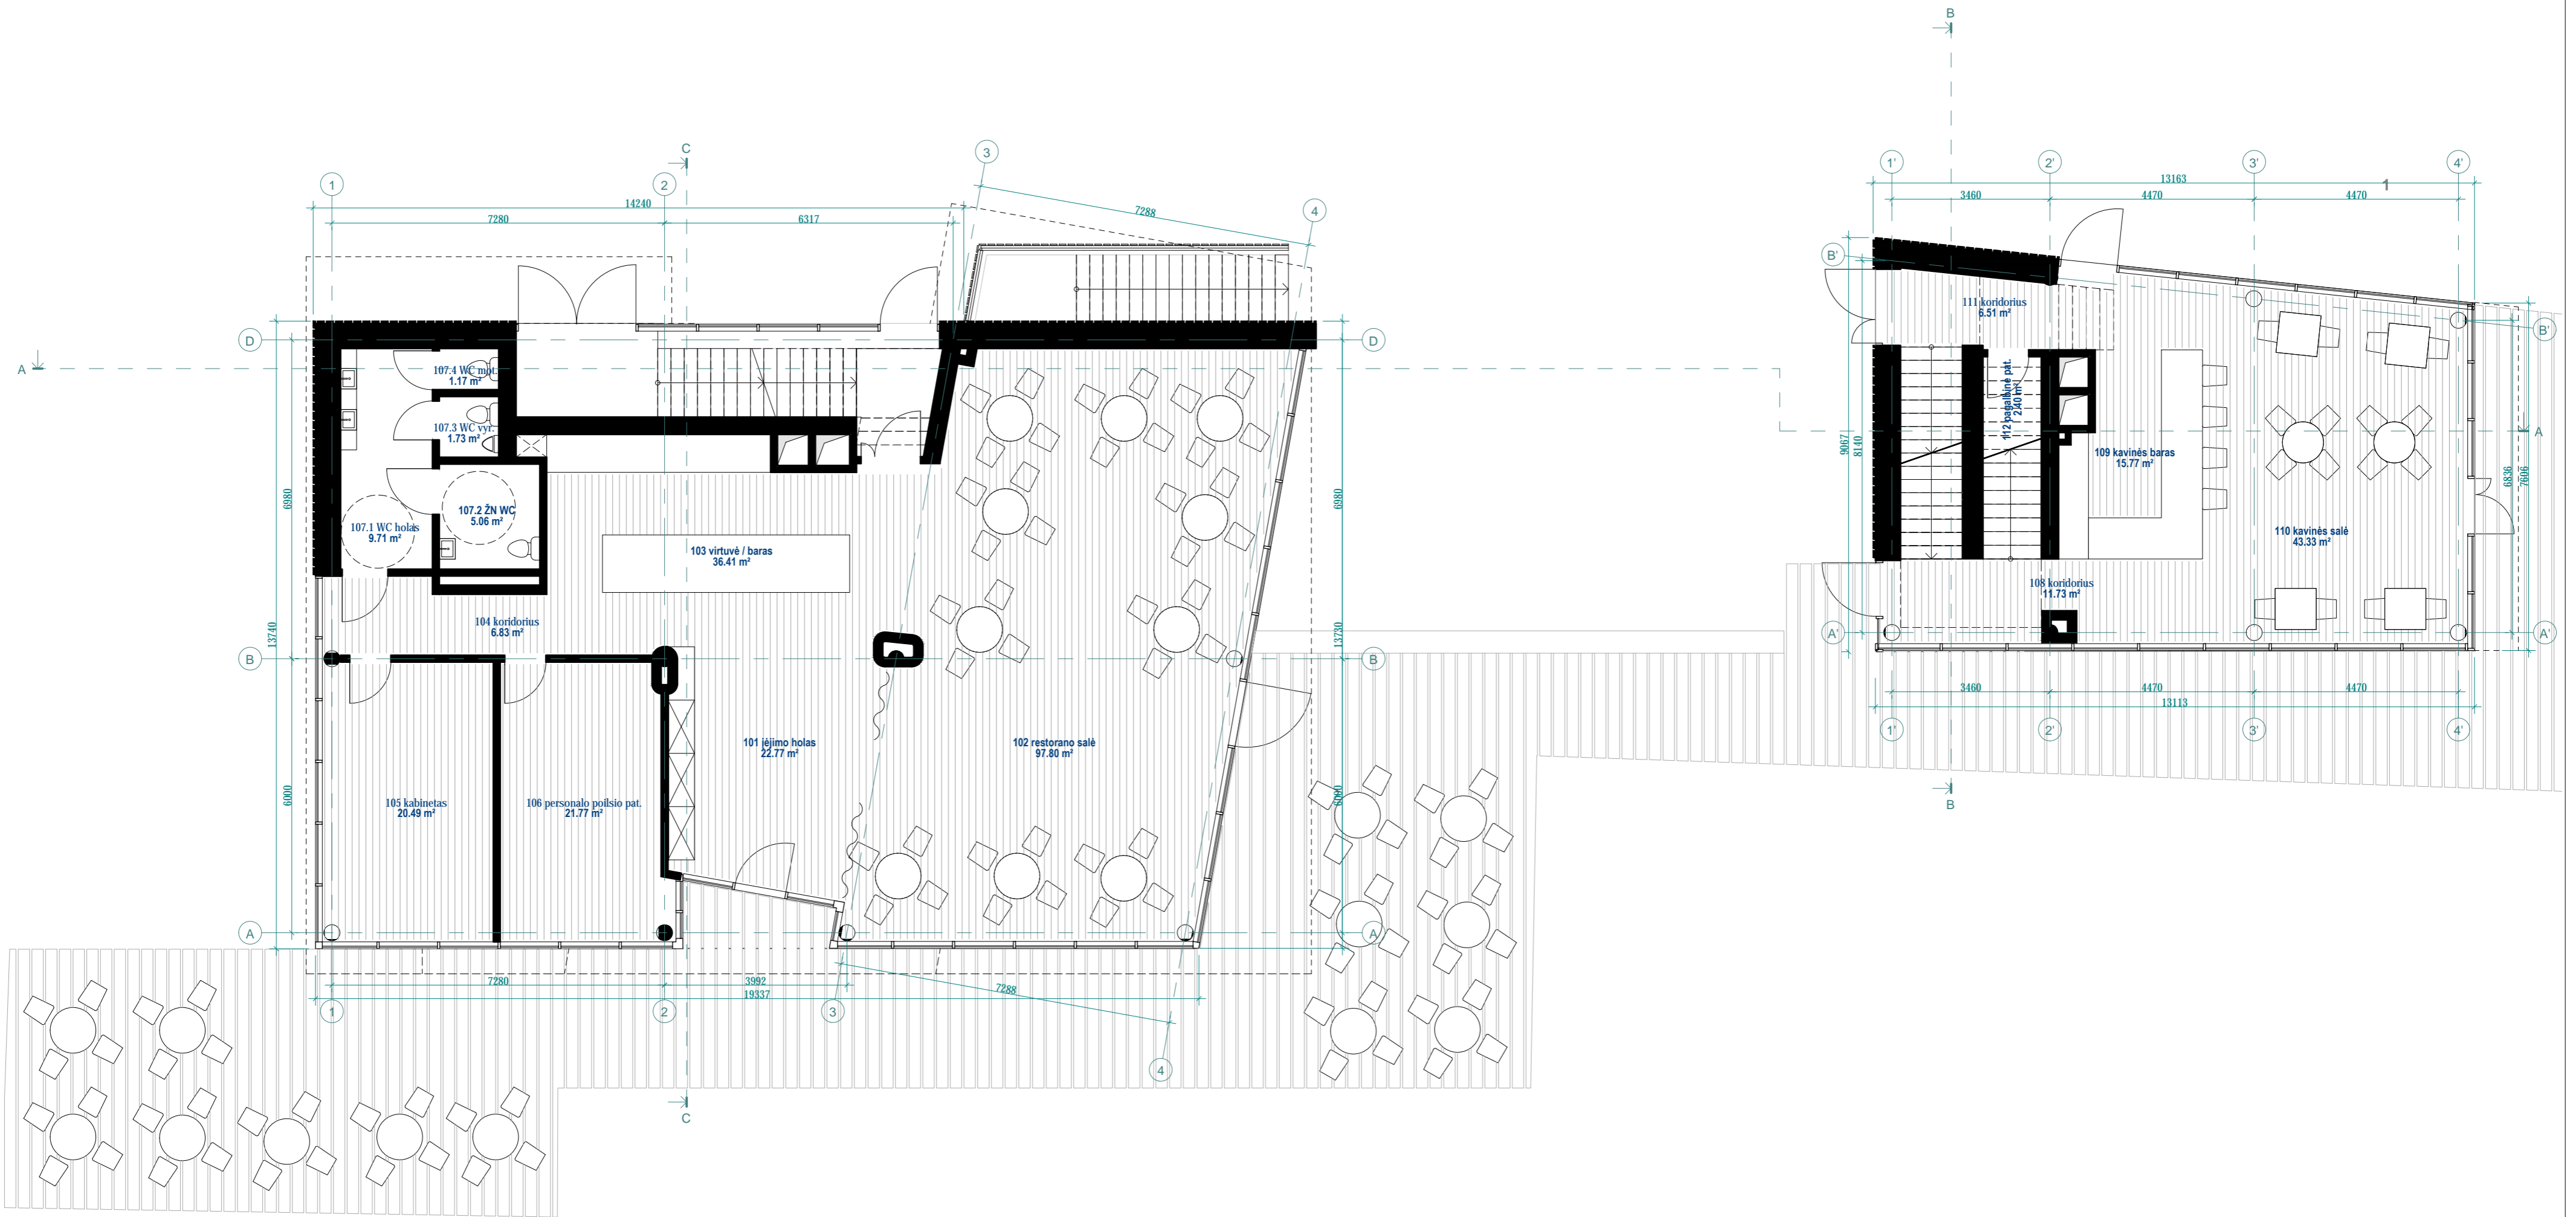 B
C
1
2
3
4
14240
7280
6317
7288
A
D
D
107.4 WC mot.
1.17 m²
107.3 WC vyr.
1.73 m²
107.2 ŽN WC
5.06 m²
107.1 WC holas
9.71 m²
103 virtuvė / baras
36.41 m²
104 koridorius
6.83 m²
6980
6980
13740
13730
B
B
101 įėjimo holas
22.77 m²
102 restorano salė
97.80 m²
105 kabinetas
20.49 m²
106 personalo poilsio pat.
21.77 m²
6000
6000
A
A
7280
3992
19337
7288
1
2
3
4
C
1'
2'
3'
4'
13163
1
3460
4470
4470
B'
B'
111 koridorius
6.51 m²
112 pagalbinė pat.
2.40 m²
9067
8140
A
109 kavinės baras
15.77 m²
6836
7606
110 kavinės salė
43.33 m²
108 koridorius
11.73 m²
A'
A'
3460
4470
4470
13113
1'
2'
3'
4'
B